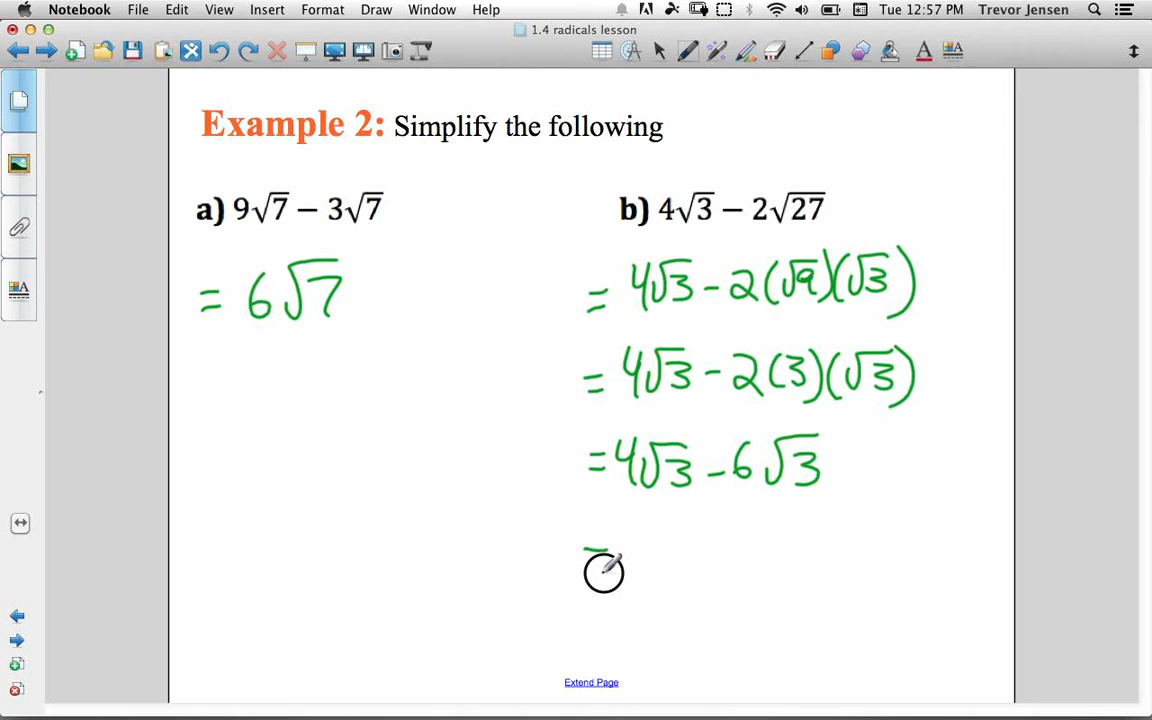 Notebook File Edit View Insert Format Draw Window Help Tue 12:57 PM Trevor Jensen
1.4 radicals lesson
Example 2: Simplify the following
a) 9√7 − 3√7
= 6√7
b) 4√3 − 2√27
= 4√3 - 2(√9)(√3)
= 4√3 - 2(3)(√3)
= 4√3 - 6√3
Extend Page